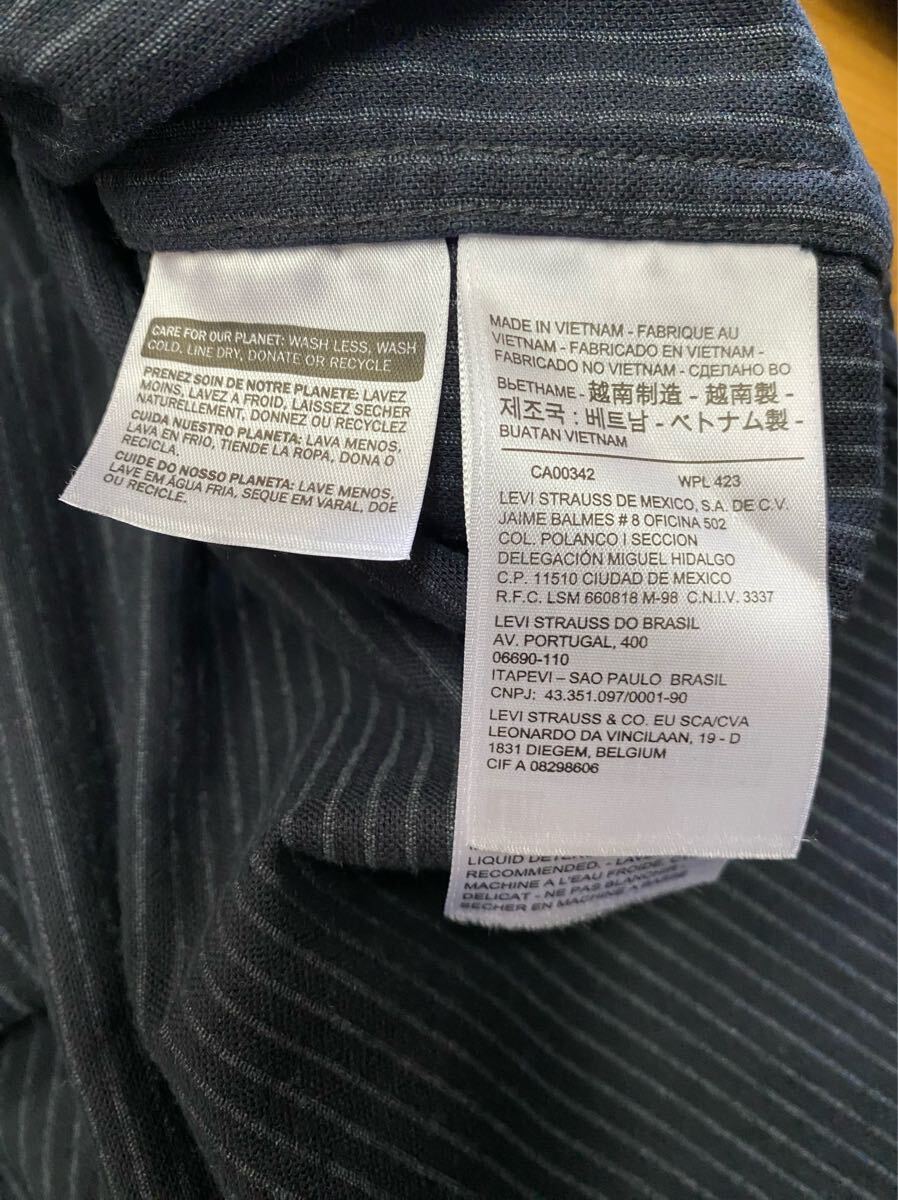 CARE FOR OUR PLANET: WASH LESS, WASH
COLD, LINE DRY, DONATE OR RECYCLE
PRENEZ SOIN DE NOTRE PLANETE: LAVEZ
MOINS, LAVEZ A FROID, LAISSEZ SECHER
NATURELLEMENT, DONNEZ OU RECYCLEZ
CUIDA NUESTRO PLANETA: LAVA MENOS,
LAVA EN FRIO, TIENDE LA ROPA, DONA O
RECICLA.
CUIDE DO NOSSO PLANETA: LAVE MENOS,
LAVE EM ÁGUA FRIA, SEQUE EM VARAL, DOE
OU RECICLE.
MADE IN VIETNAM - FABRIQUE AU
VIETNAM - FABRICADO EN VIETNAM -
FABRICADO NO VIETNAM - СДЕЛАНО ВО
ВЬЕТНАМЕ - 越南制造 - 越南製 -
제조국 : 베트남 - ベトナム製 -
BUATAN VIETNAM
CA00342 WPL 423
LEVI STRAUSS DE MEXICO, S.A. DE C.V.
JAIME BALMES # 8 OFICINA 502
COL. POLANCO I SECCION
DELEGACIÓN MIGUEL HIDALGO
C.P. 11510 CIUDAD DE MEXICO
R.F.C. LSM 660818 M-98 C.N.I.V. 3337
LEVI STRAUSS DO BRASIL
AV. PORTUGAL, 400
06690-110
ITAPEVI – SAO PAULO BRASIL
CNPJ: 43.351.097/0001-90
LEVI STRAUSS & CO. EU SCA/CVA
LEONARDO DA VINCILAAN, 19 - D
1831 DIEGEM, BELGIUM
CIF A 08298606
LIQUID
RECOMMENDED. -
MACHINE A L'EAU FROIDE,
DELICAT - NE PAS BLANCHIR
SECHER EN MACHINE A